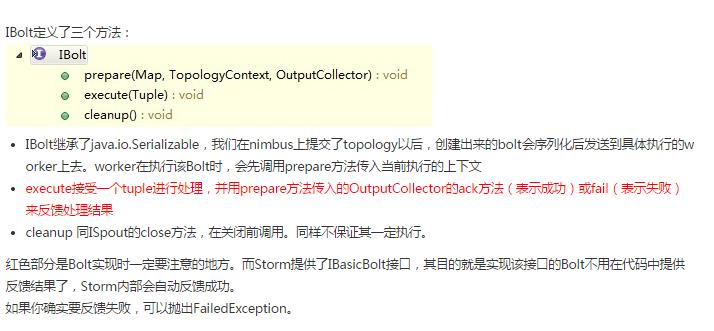 IBolt定义了三个方法：
IBolt
prepare(Map, TopologyContext, OutputCollector) : void
execute(Tuple) : void
cleanup() : void
IBolt继承了java.io.Serializable，我们在nimbus上提交了topology以后，创建出来的bolt会序列化后发送到具体执行的w
orker上去。worker在执行该Bolt时，会先调用prepare方法传入当前执行的上下文
execute接受一个tuple进行处理，并用prepare方法传入的OutputCollector的ack方法（表示成功）或fail（表示失败）
来反馈处理结果
cleanup 同ISpout的close方法，在关闭前调用。同样不保证其一定执行。
红色部分是Bolt实现时一定要注意的地方。而Storm提供了IBasicBolt接口，其目的就是实现该接口的Bolt不用在代码中提供
反馈结果了，Storm内部会自动反馈成功。
如果你确实要反馈失败，可以抛出FailedException。